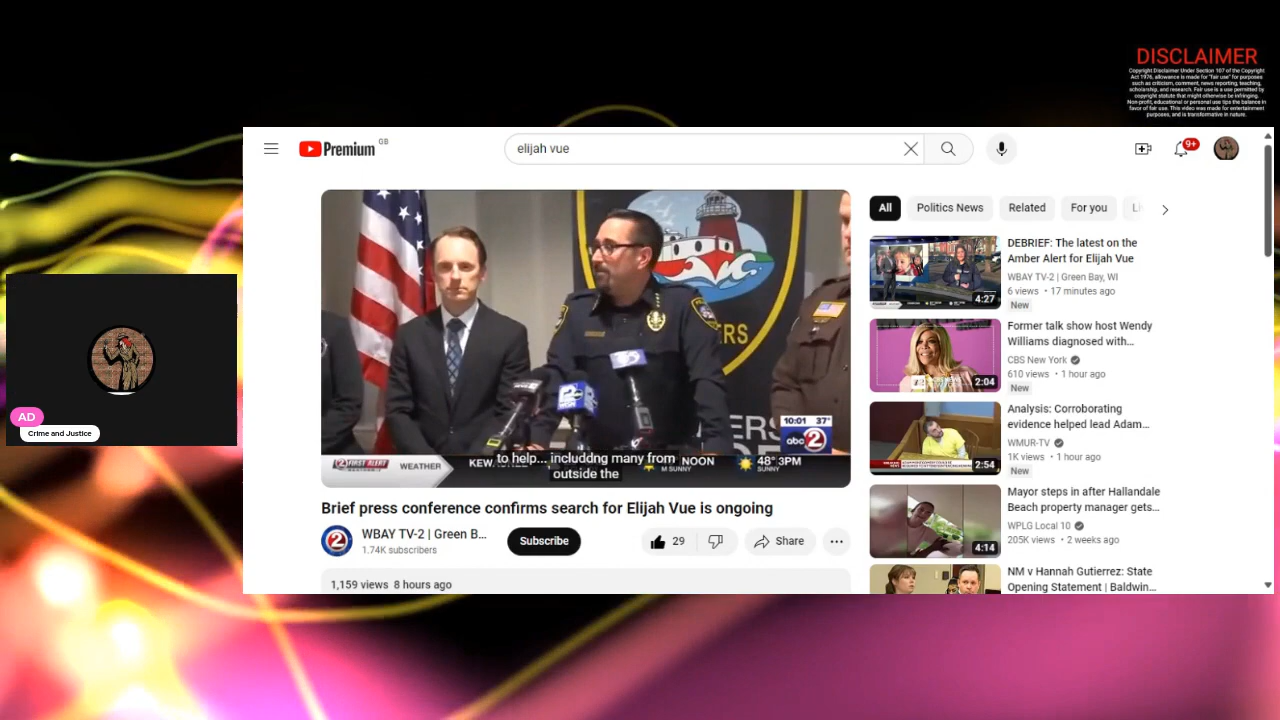 DISCLAIMER
Copyright Disclaimer Under Section 107 of the Copyright
Act 1976, allowance is made for "fair use" for purposes
such as criticism, comment, news reporting, teaching,
scholarship, and research. Fair use is a use permitted by
copyright statute that might otherwise be infringing.
Non-profit, educational or personal use tips the balance in
favor of fair use. This video was made for entertainment
purposes, and is transformative in nature.
Premium GB
elijah vue
9+
All
Politics News
Related
For you
ERS
2
10:01 37°
abc 2
to help... includdng many from
outside the
2 FIRST ALERT
WEATHER
NOON
M SUNNY
48° 3PM
SUNNY
Brief press conference confirms search for Elijah Vue is ongoing
2
WBAY TV-2 | Green B...
1.74K subscribers
Subscribe
29
Share
1,159 views 8 hours ago
DEBRIEF: The latest on the
Amber Alert for Elijah Vue
WBAY TV-2 | Green Bay, WI
6 views • 17 minutes ago
New
4:27
Former talk show host Wendy
Williams diagnosed with...
CBS New York
610 views • 1 hour ago
New
2:04
Analysis: Corroborating
evidence helped lead Adam...
WMUR-TV
1K views • 1 hour ago
New
2:54
Mayor steps in after Hallandale
Beach property manager gets...
WPLG Local 10
205K views • 2 weeks ago
4:14
NM v Hannah Gutierrez: State
Opening Statement | Baldwin...
AD
Crime and Justice